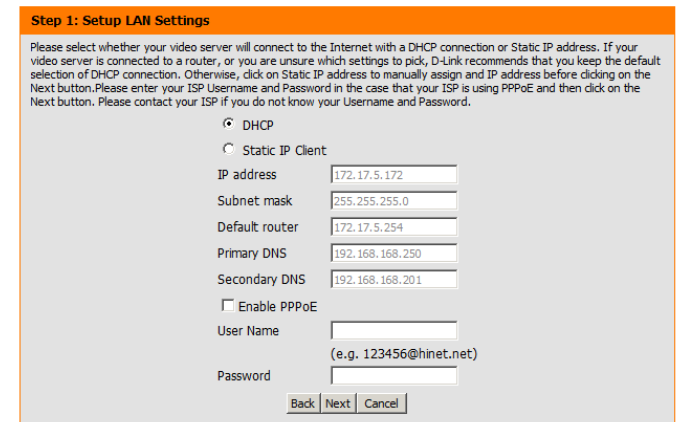 Step 1: Setup LAN Settings
Please select whether your video server will connect to the Internet with a DHCP connection or Static IP address. If your
video server is connected to a router, or you are unsure which settings to pick, D-Link recommends that you keep the default
selection of DHCP connection. Otherwise, click on Static IP address to manually assign and IP address before clicking on the
Next button.Please enter your ISP Username and Password in the case that your ISP is using PPPoE and then click on the
Next button. Please contact your ISP if you do not know your Username and Password.
DHCP
Static IP Client
IP address 172.17.5.172
Subnet mask 255.255.255.0
Default router 172.17.5.254
Primary DNS 192.168.168.250
Secondary DNS 192.168.168.201
Enable PPPoE
User Name
(e.g. 123456@hinet.net)
Password
Back Next Cancel